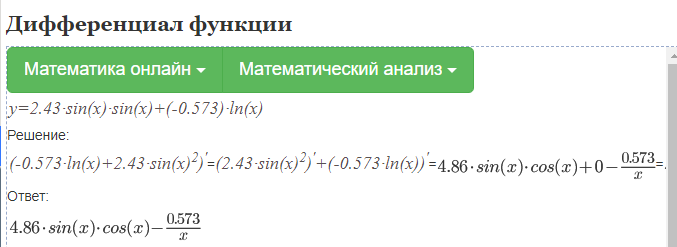 Дифференциал функции
Математика онлайн Математический анализ
y=2.43·sin(x)·sin(x)+(-0.573)·ln(x)
Решение:
(-0.573·ln(x)+2.43·sin(x)²)′=(2.43·sin(x)²)′+(-0.573·ln(x))′=4.86·sin(x)·cos(x)+0−0.573/x=
Ответ:
4.86·sin(x)·cos(x)−0.573/x